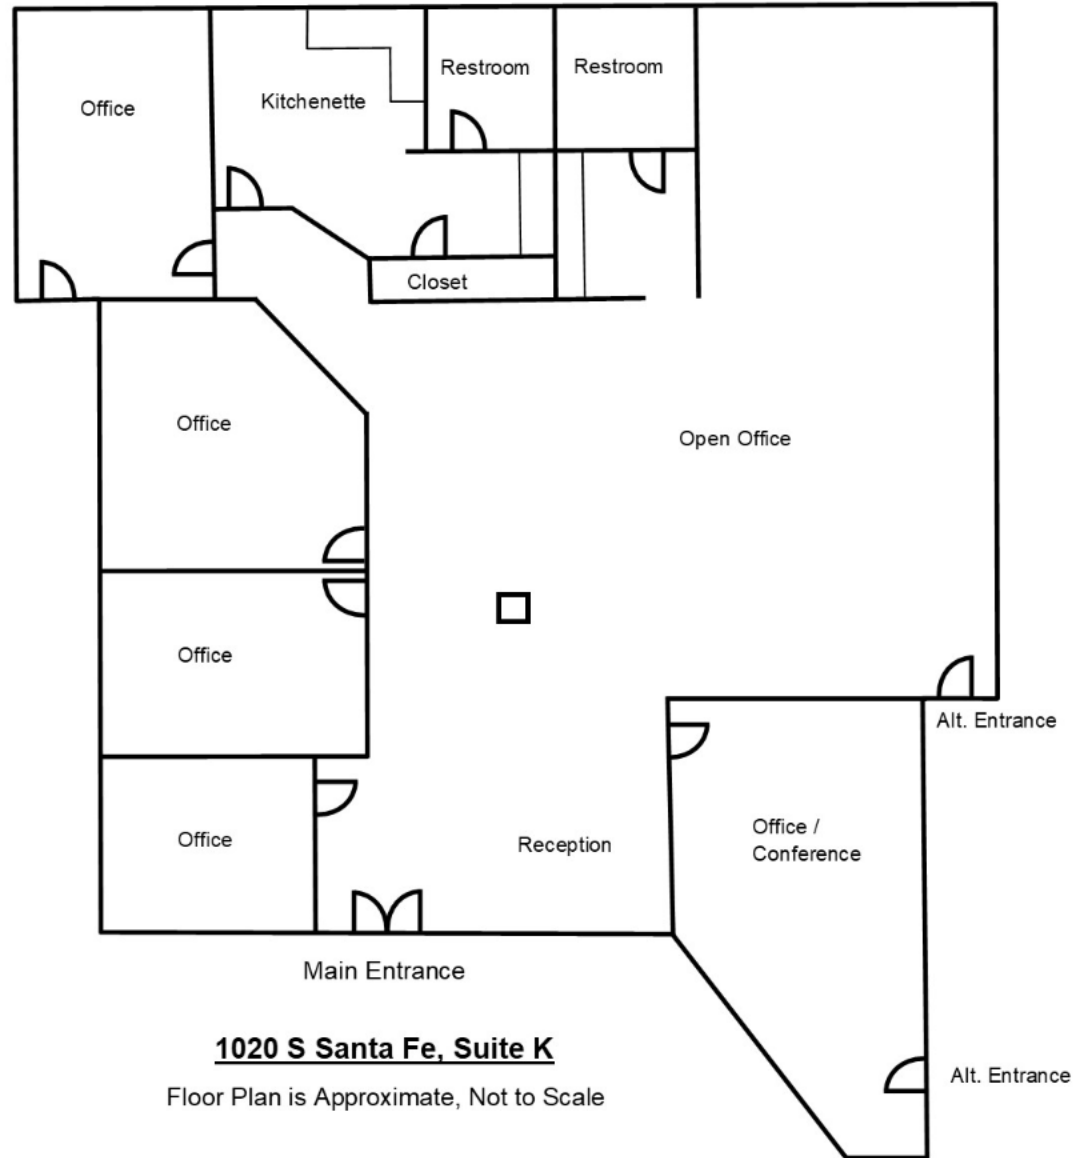 Restroom
Restroom
Office
Kitchenette
Closet
Office
Open Office
Office
Alt. Entrance
Office
Reception
Office /
Conference
Main Entrance
1020 S Santa Fe, Suite K
Alt. Entrance
Floor Plan is Approximate, Not to Scale